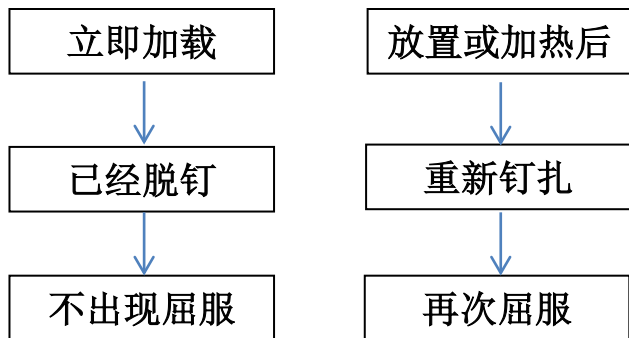 立即加载
放置或加热后
已经脱钉
重新钉扎
不出现屈服
再次屈服